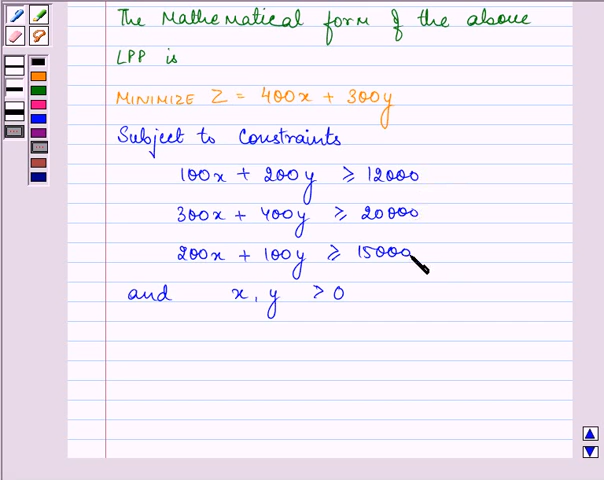 The Mathematical form of the above
LPP is
MINIMIZE Z = 400x + 300y
Subject to Constraints
100x + 200y ⩾ 12000
300x + 400y ⩾ 20000
200x + 100y ⩾ 15000
and x, y > 0